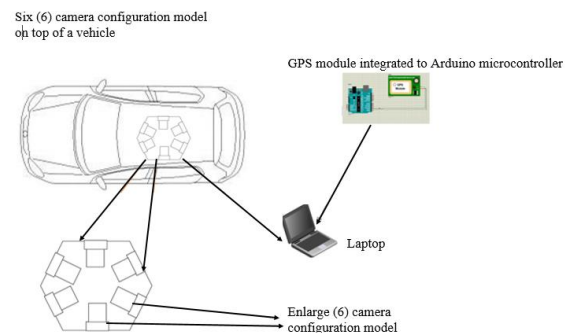 Six (6) camera configuration model
on top of a vehicle
GPS module integrated to Arduino microcontroller
Laptop
Enlarge (6) camera
configuration model